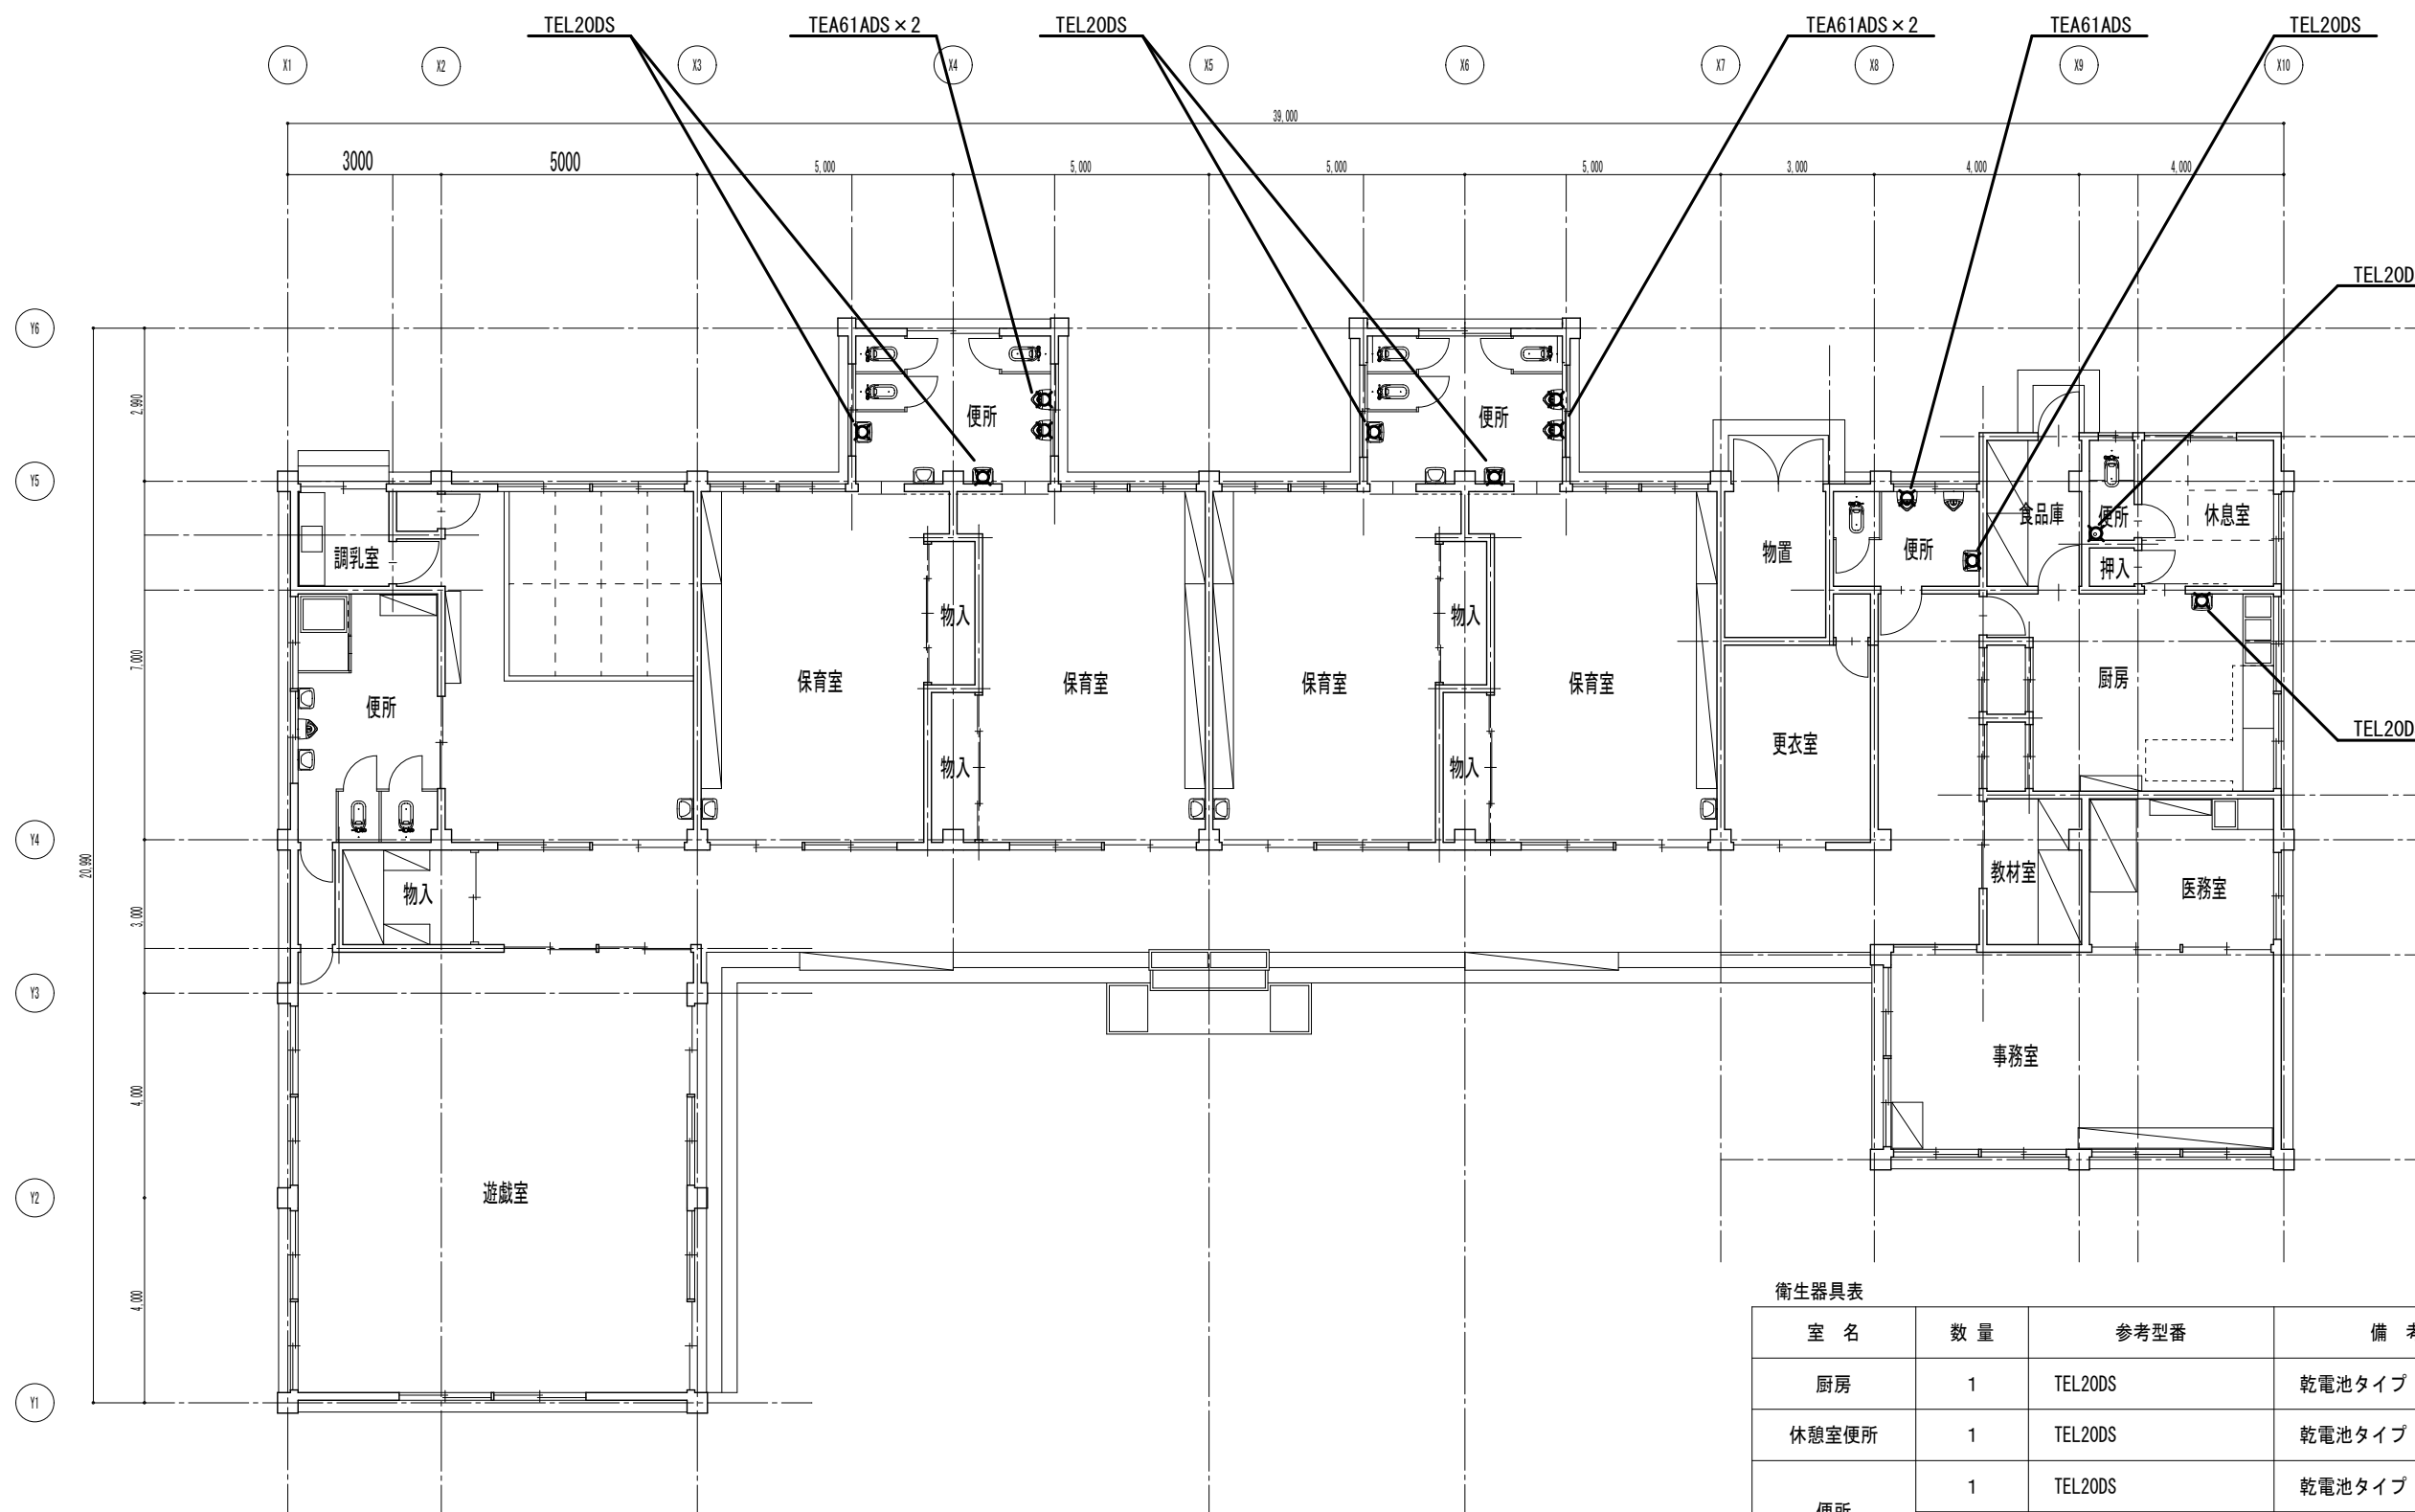 TEL20DS
TEA61ADS×2
TEL20DS
TEA61ADS×2
TEA61ADS
TEL20DS
X1
X2
X3
X4
X5
X6
X7
X8
X9
X10
39,000
3000
5000
5,000
5,000
5,000
5,000
3,000
4,000
4,000
TEL20D
Y6
2,990
便所
便所
Y5
調乳室
物置
便所
食品庫
便所
休息室
押入
物入
物入
7,000
便所
保育室
保育室
保育室
保育室
厨房
TEL20D
更衣室
物入
物入
Y4
20,990
3,000
物入
教材室
医務室
Y3
4,000
事務室
Y2
遊戯室
4,000
Y1
衛生器具表
室 名 数 量 参考型番 備
厨房 1 TEL20DS 乾電池タイプ
休憩室便所 1 TEL20DS 乾電池タイプ
便所 1 TEL20DS 乾電池タイプ